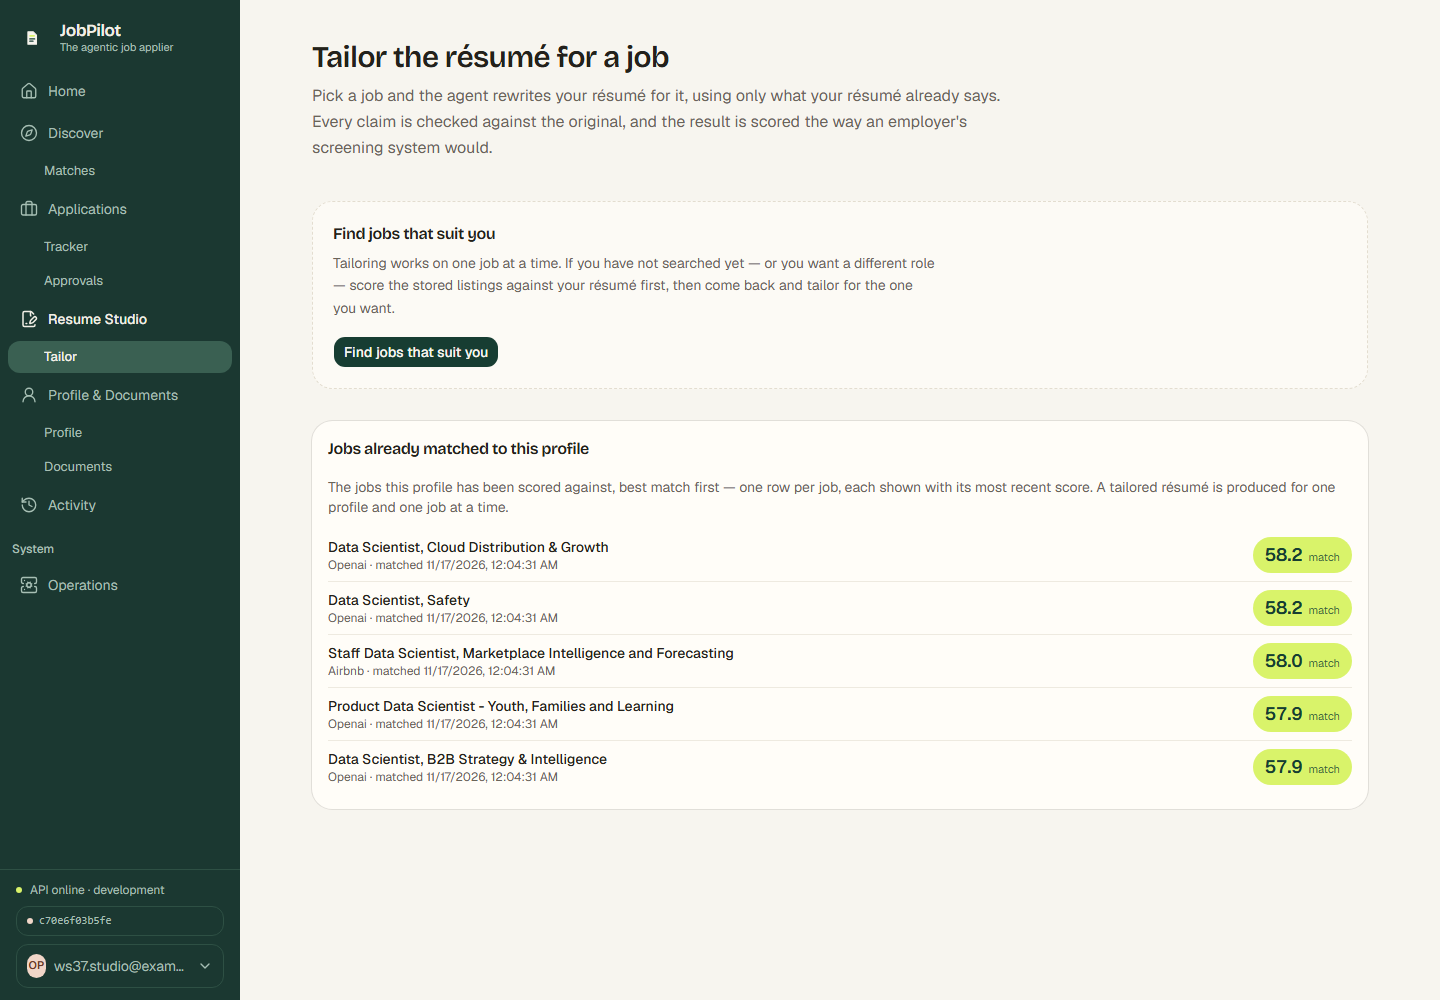 JobPilot
The agentic job applier
Home
Discover
Matches
Applications
Tracker
Approvals
Resume Studio
Tailor
Profile & Documents
Profile
Documents
Activity
System
Operations
API online · development
c70e6f03b5fe
OP
ws37.studio@exam...
Tailor the résumé for a job
Pick a job and the agent rewrites your résumé for it, using only what your résumé already says.
Every claim is checked against the original, and the result is scored the way an employer's
screening system would.
Find jobs that suit you
Tailoring works on one job at a time. If you have not searched yet — or you want a different role
— score the stored listings against your résumé first, then come back and tailor for the one
you want.
Find jobs that suit you
Jobs already matched to this profile
The jobs this profile has been scored against, best match first — one row per job, each shown with its most recent score. A tailored résumé is produced for one
profile and one job at a time.
Data Scientist, Cloud Distribution & Growth
Openai · matched 11/17/2026, 12:04:31 AM
58.2 match
Data Scientist, Safety
Openai · matched 11/17/2026, 12:04:31 AM
58.2 match
Staff Data Scientist, Marketplace Intelligence and Forecasting
Airbnb · matched 11/17/2026, 12:04:31 AM
58.0 match
Product Data Scientist - Youth, Families and Learning
Openai · matched 11/17/2026, 12:04:31 AM
57.9 match
Data Scientist, B2B Strategy & Intelligence
Openai · matched 11/17/2026, 12:04:31 AM
57.9 match